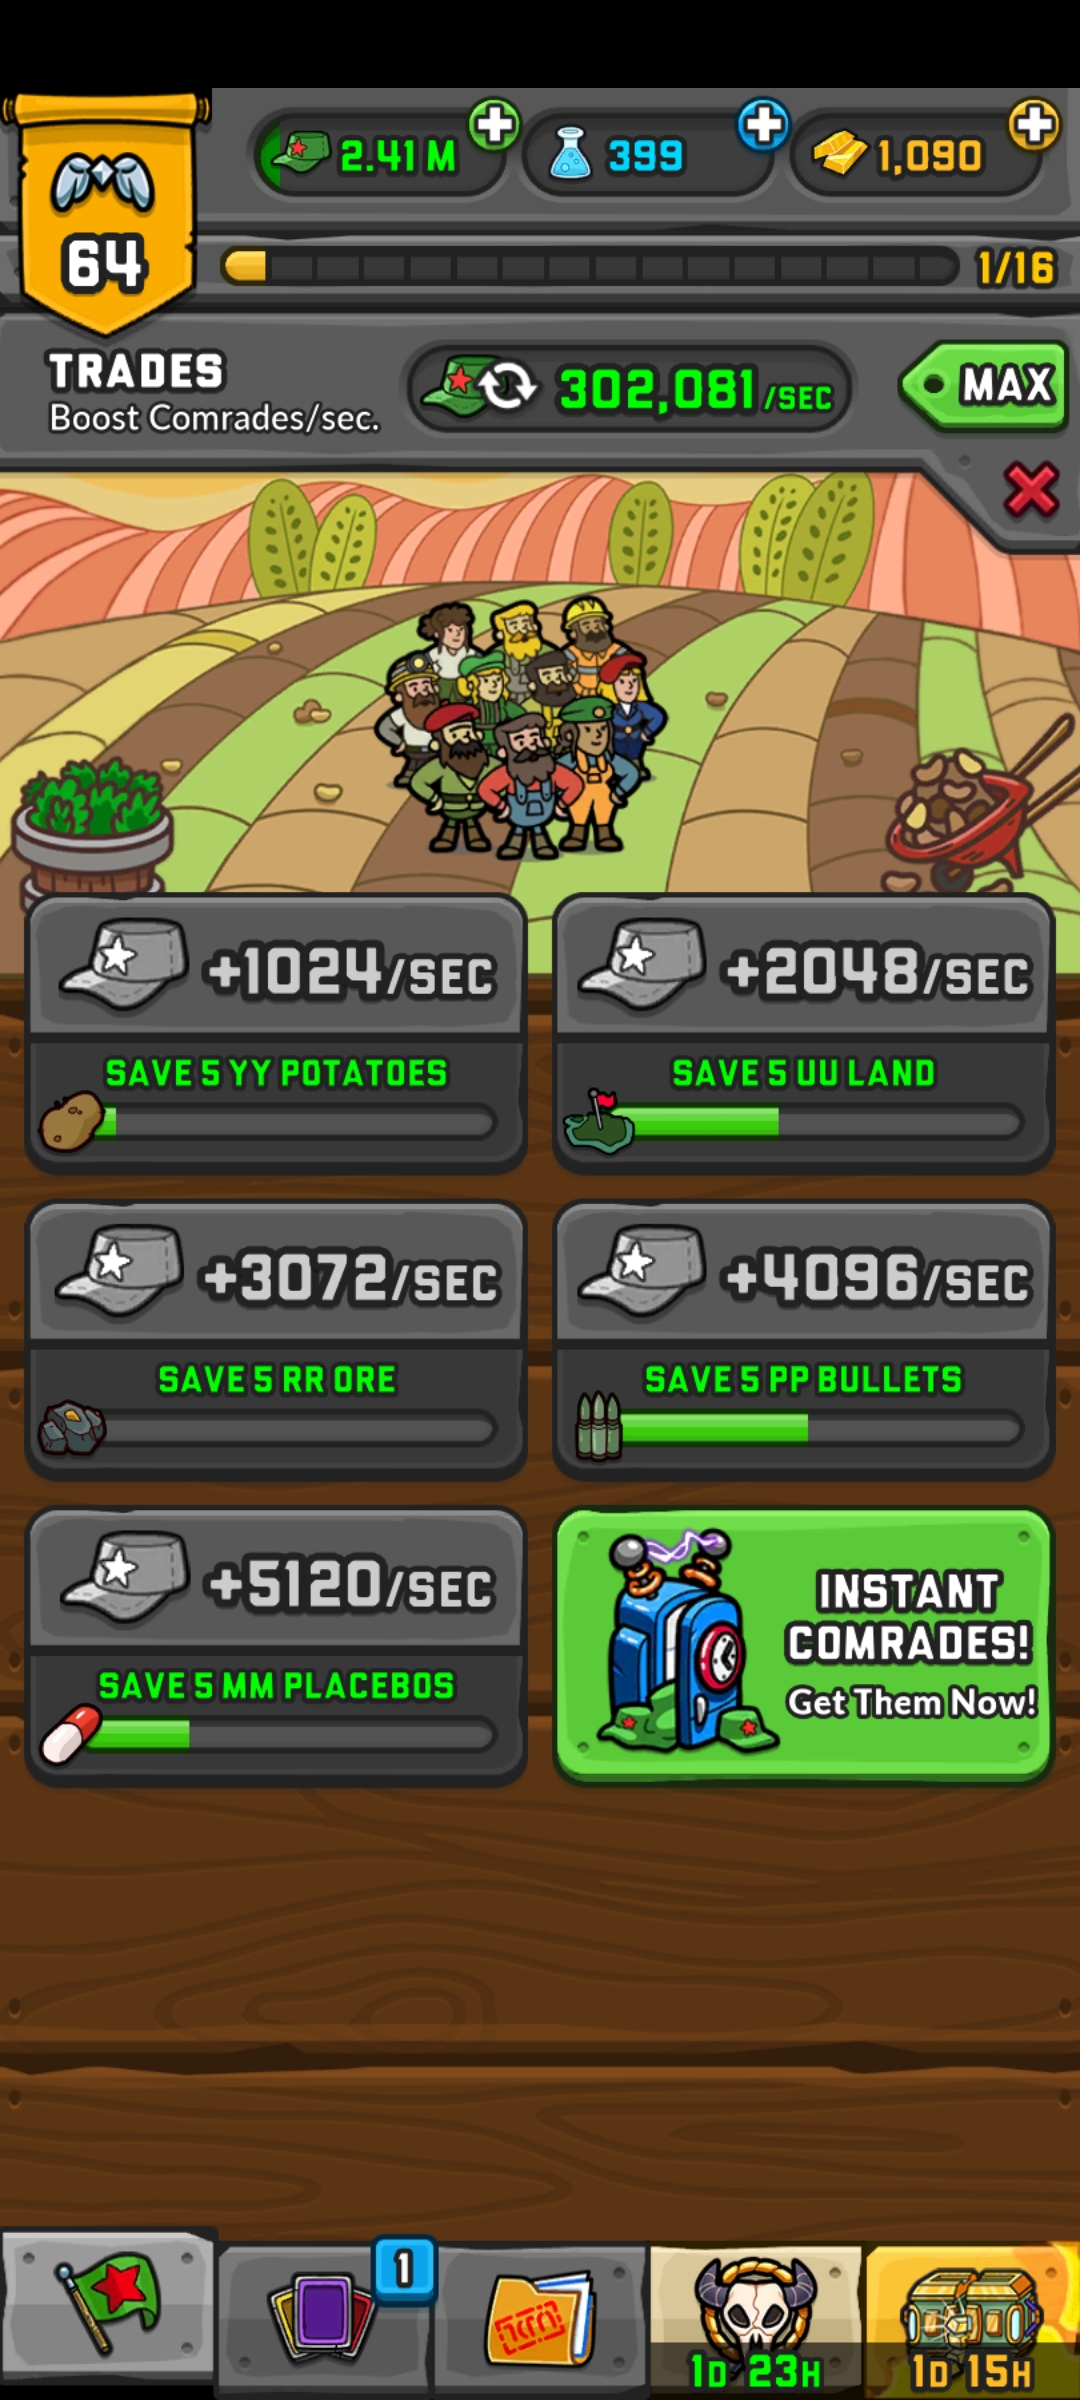 2.41 M
399
1,090
64
1/16
TRADES
Boost Comrades/sec.
302,081 /SEC
MAX
+1024/SEC
+2048/SEC
SAVE 5 YY POTATOES
SAVE 5 UU LAND
+3072/SEC
+4096/SEC
SAVE 5 RR ORE
SAVE 5 PP BULLETS
+5120/SEC
SAVE 5 MM PLACEBOS
INSTANT
COMRADES!
Get Them Now!
1
1D 23H
1D 15H